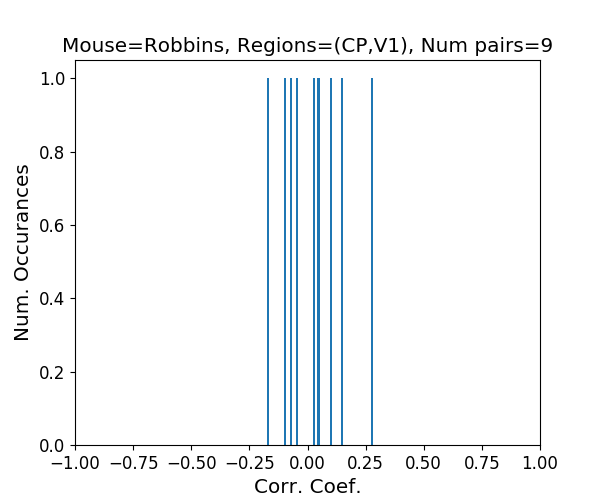 Mouse=Robbins, Regions=(CP,V1), Num pairs=9
Num. Occurances
1.0
0.8
0.6
0.4
0.2
0.0
−1.00 −0.75 −0.50 −0.25 0.00 0.25 0.50 0.75 1.00
Corr. Coef.